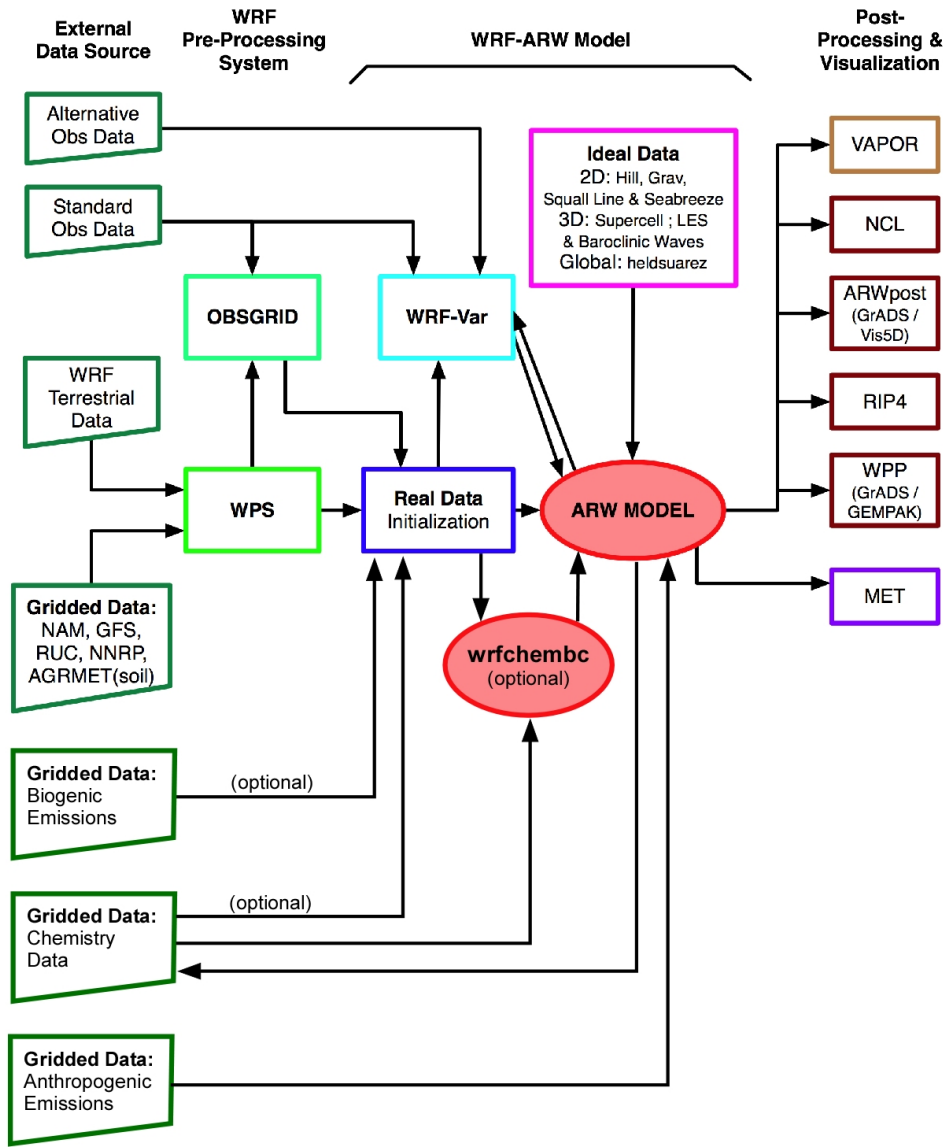 External
Data Source
WRF
Pre-Processing
System
WRF-ARW Model
Post-
Processing &
Visualization
Alternative
Obs Data
Standard
Obs Data
OBSGRID
WRF-Var
Ideal Data
2D: Hill, Grav,
Squall Line & Seabreeze
3D: Supercell ; LES
& Baroclinic Waves
Global: heldsuarez
VAPOR
NCL
ARWpost
(GrADS /
Vis5D)
RIP4
WPP
(GrADS /
GEMPAK)
MET
WRF
Terrestrial
Data
WPS
Real Data
Initialization
ARW MODEL
Gridded Data:
NAM, GFS,
RUC, NNRP,
AGRMET(soil)
wrfchembc
(optional)
Gridded Data:
Biogenic
Emissions
(optional)
Gridded Data:
Chemistry
Data
(optional)
Gridded Data:
Anthropogenic
Emissions